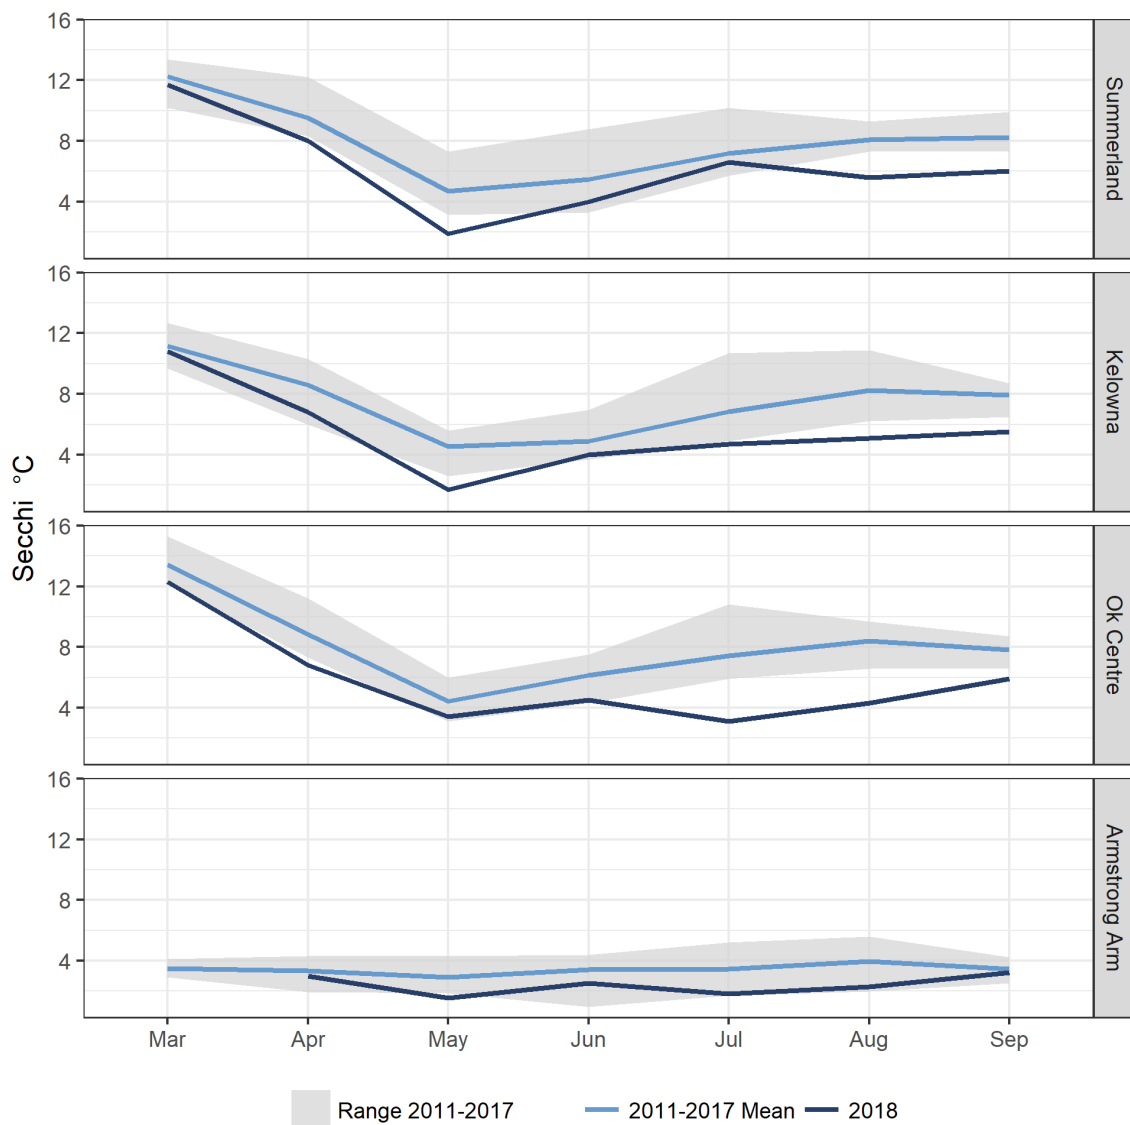 Secchi °C
16
12
8
4
Summerland
16
12
8
4
Kelowna
16
12
8
4
Ok Centre
16
12
8
4
Armstrong Arm
Mar Apr May Jun Jul Aug Sep
Range 2011-2017 2011-2017 Mean 2018